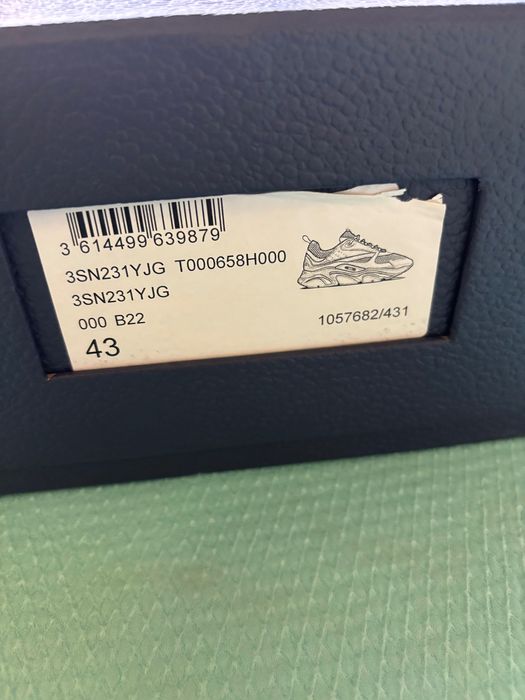 3 614499 639879
3SN231YJG T000658H000
3SN231YJG
000 B22
1057682/431
43